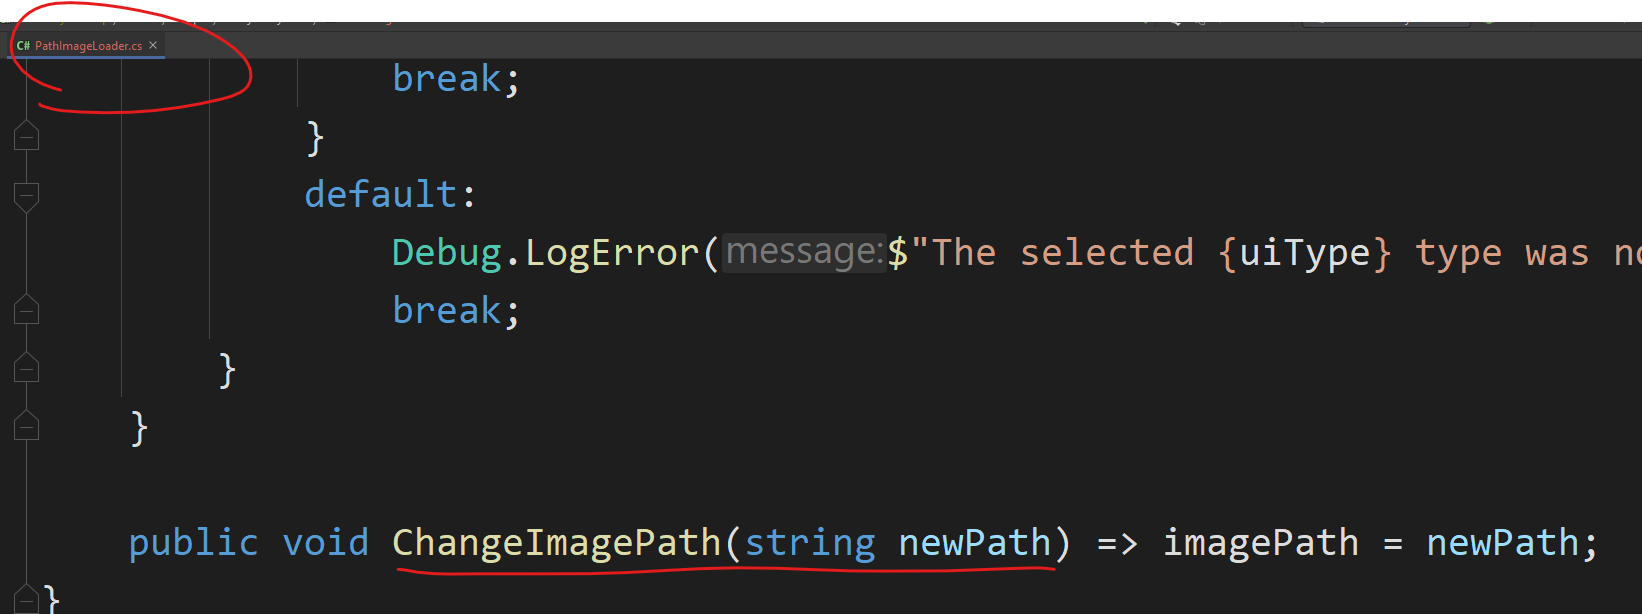 C# PathImageLoader.cs ×
break;
}
default:
Debug.LogError(message:$"The selected {uiType} type was
break;
}
}
public void ChangeImagePath(string newPath) => imagePath = newPath;
}